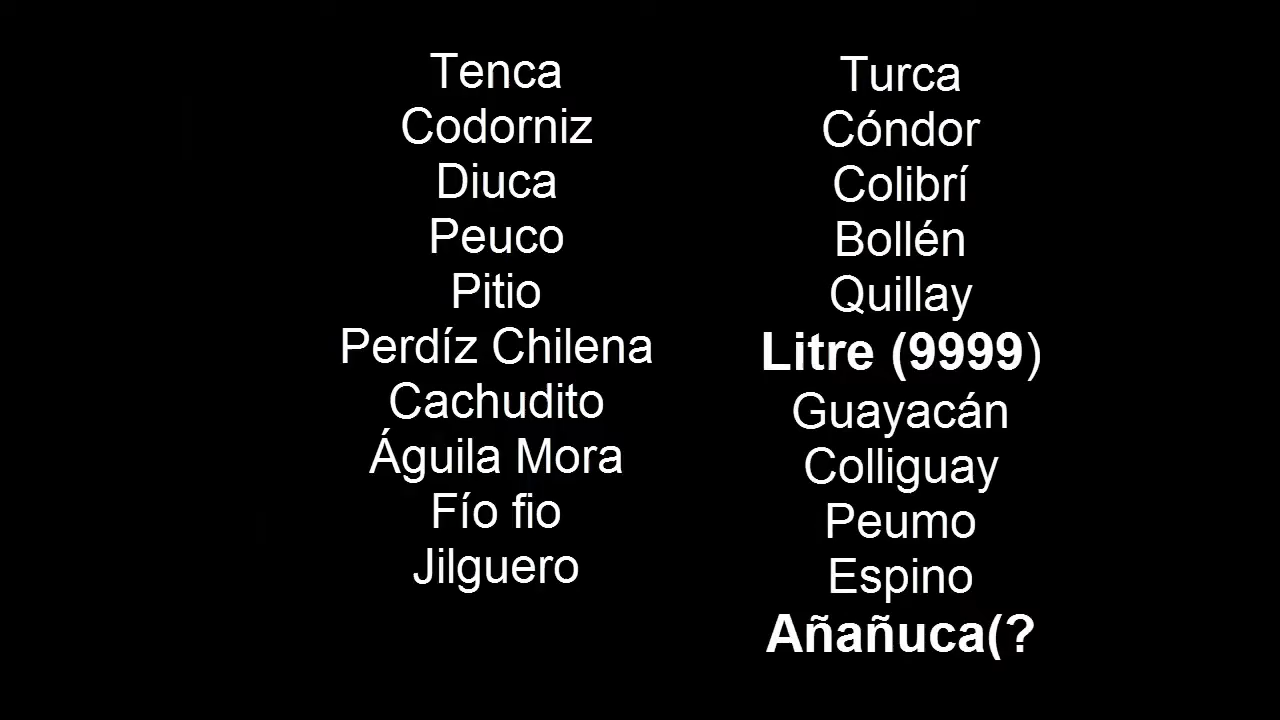 Tenca
Codorniz
Diuca
Peuco
Pitio
Perdíz Chilena
Cachudito
Águila Mora
Fío fio
Jilguero
Turca
Cóndor
Colibrí
Bollén
Quillay
Litre (9999)
Guayacán
Colliguay
Peumo
Espino
Añañuca(?